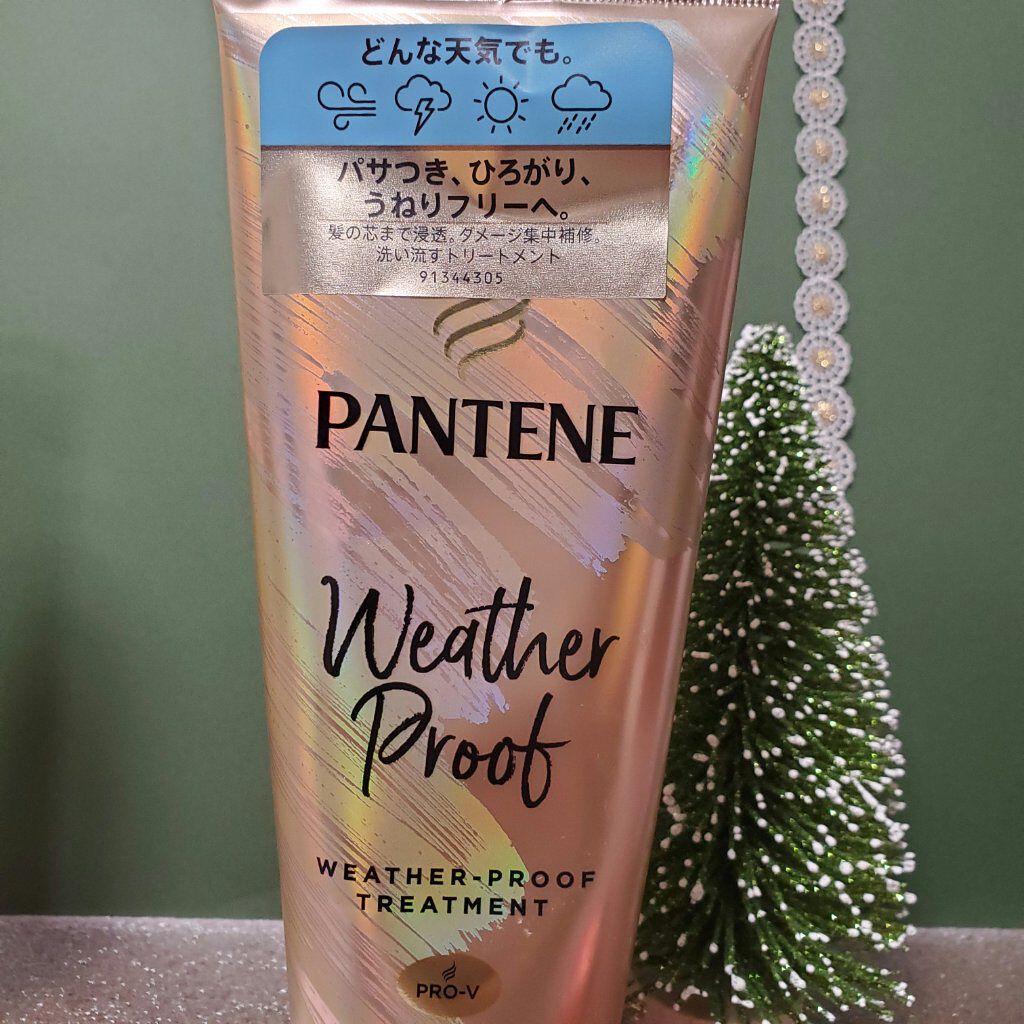 どんな天気でも。
パサつき、ひろがり、
うねりフリーへ。
髪の芯まで浸透。ダメージ集中補修。
洗い流すトリートメント
91344305
PANTENE
Weather
Proof
WEATHER-PROOF
TREATMENT
PRO-V